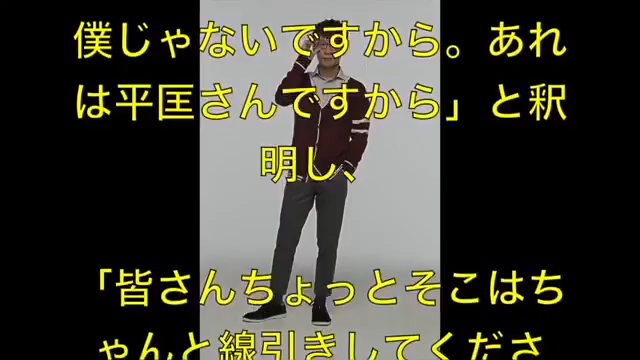 僕じゃないですから。あれ
は平匡さんですから」と釈
明し、
「皆さんちょっとそこはち
ゃんと線引きしてくださ